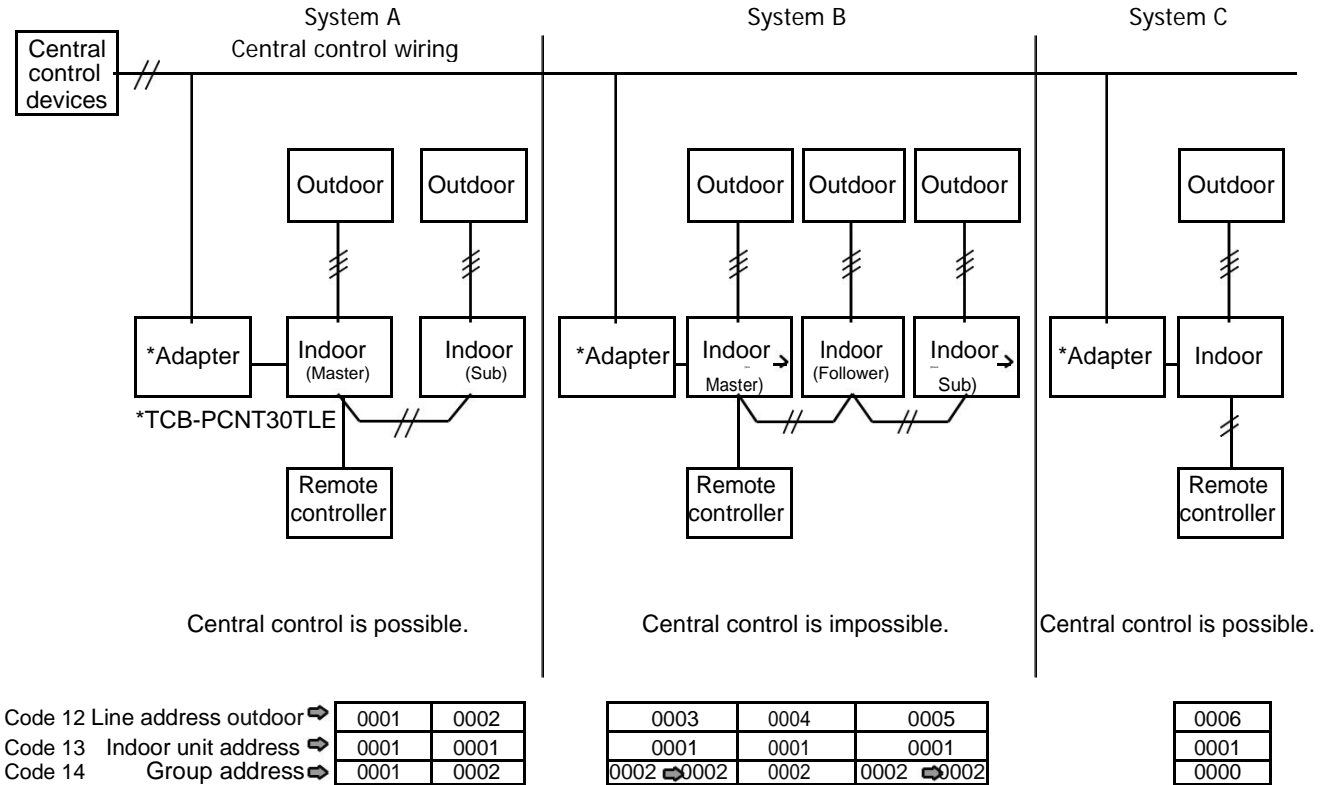 System A
System B
System C
Central control devices
Central control wiring
Outdoor
Outdoor
Outdoor
Outdoor
Outdoor
Outdoor
*Adapter
Indoor
(Master)
Indoor
(Sub)
*Adapter
Indoor
Master)
Indoor
(Follower)
Indoor
Sub)
*Adapter
Indoor
*TCB-PCNT30TLE
Remote controller
Remote controller
Remote controller
Central control is possible.
Central control is impossible.
Central control is possible.
Code 12 Line address outdoor ➡ 0001 0002 0003 0004 0005 0006
Code 13 Indoor unit address ➡ 0001 0001 0001 0001 0001 0001
Code 14 Group address ➡ 0001 0002 0002 ➡ 0002 0002 0002 ➡ 0002 0000